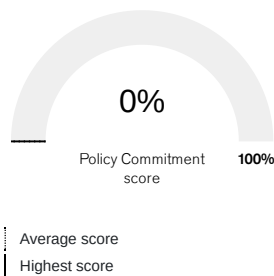 0%
Policy Commitment 100%
score
Average score
Highest score